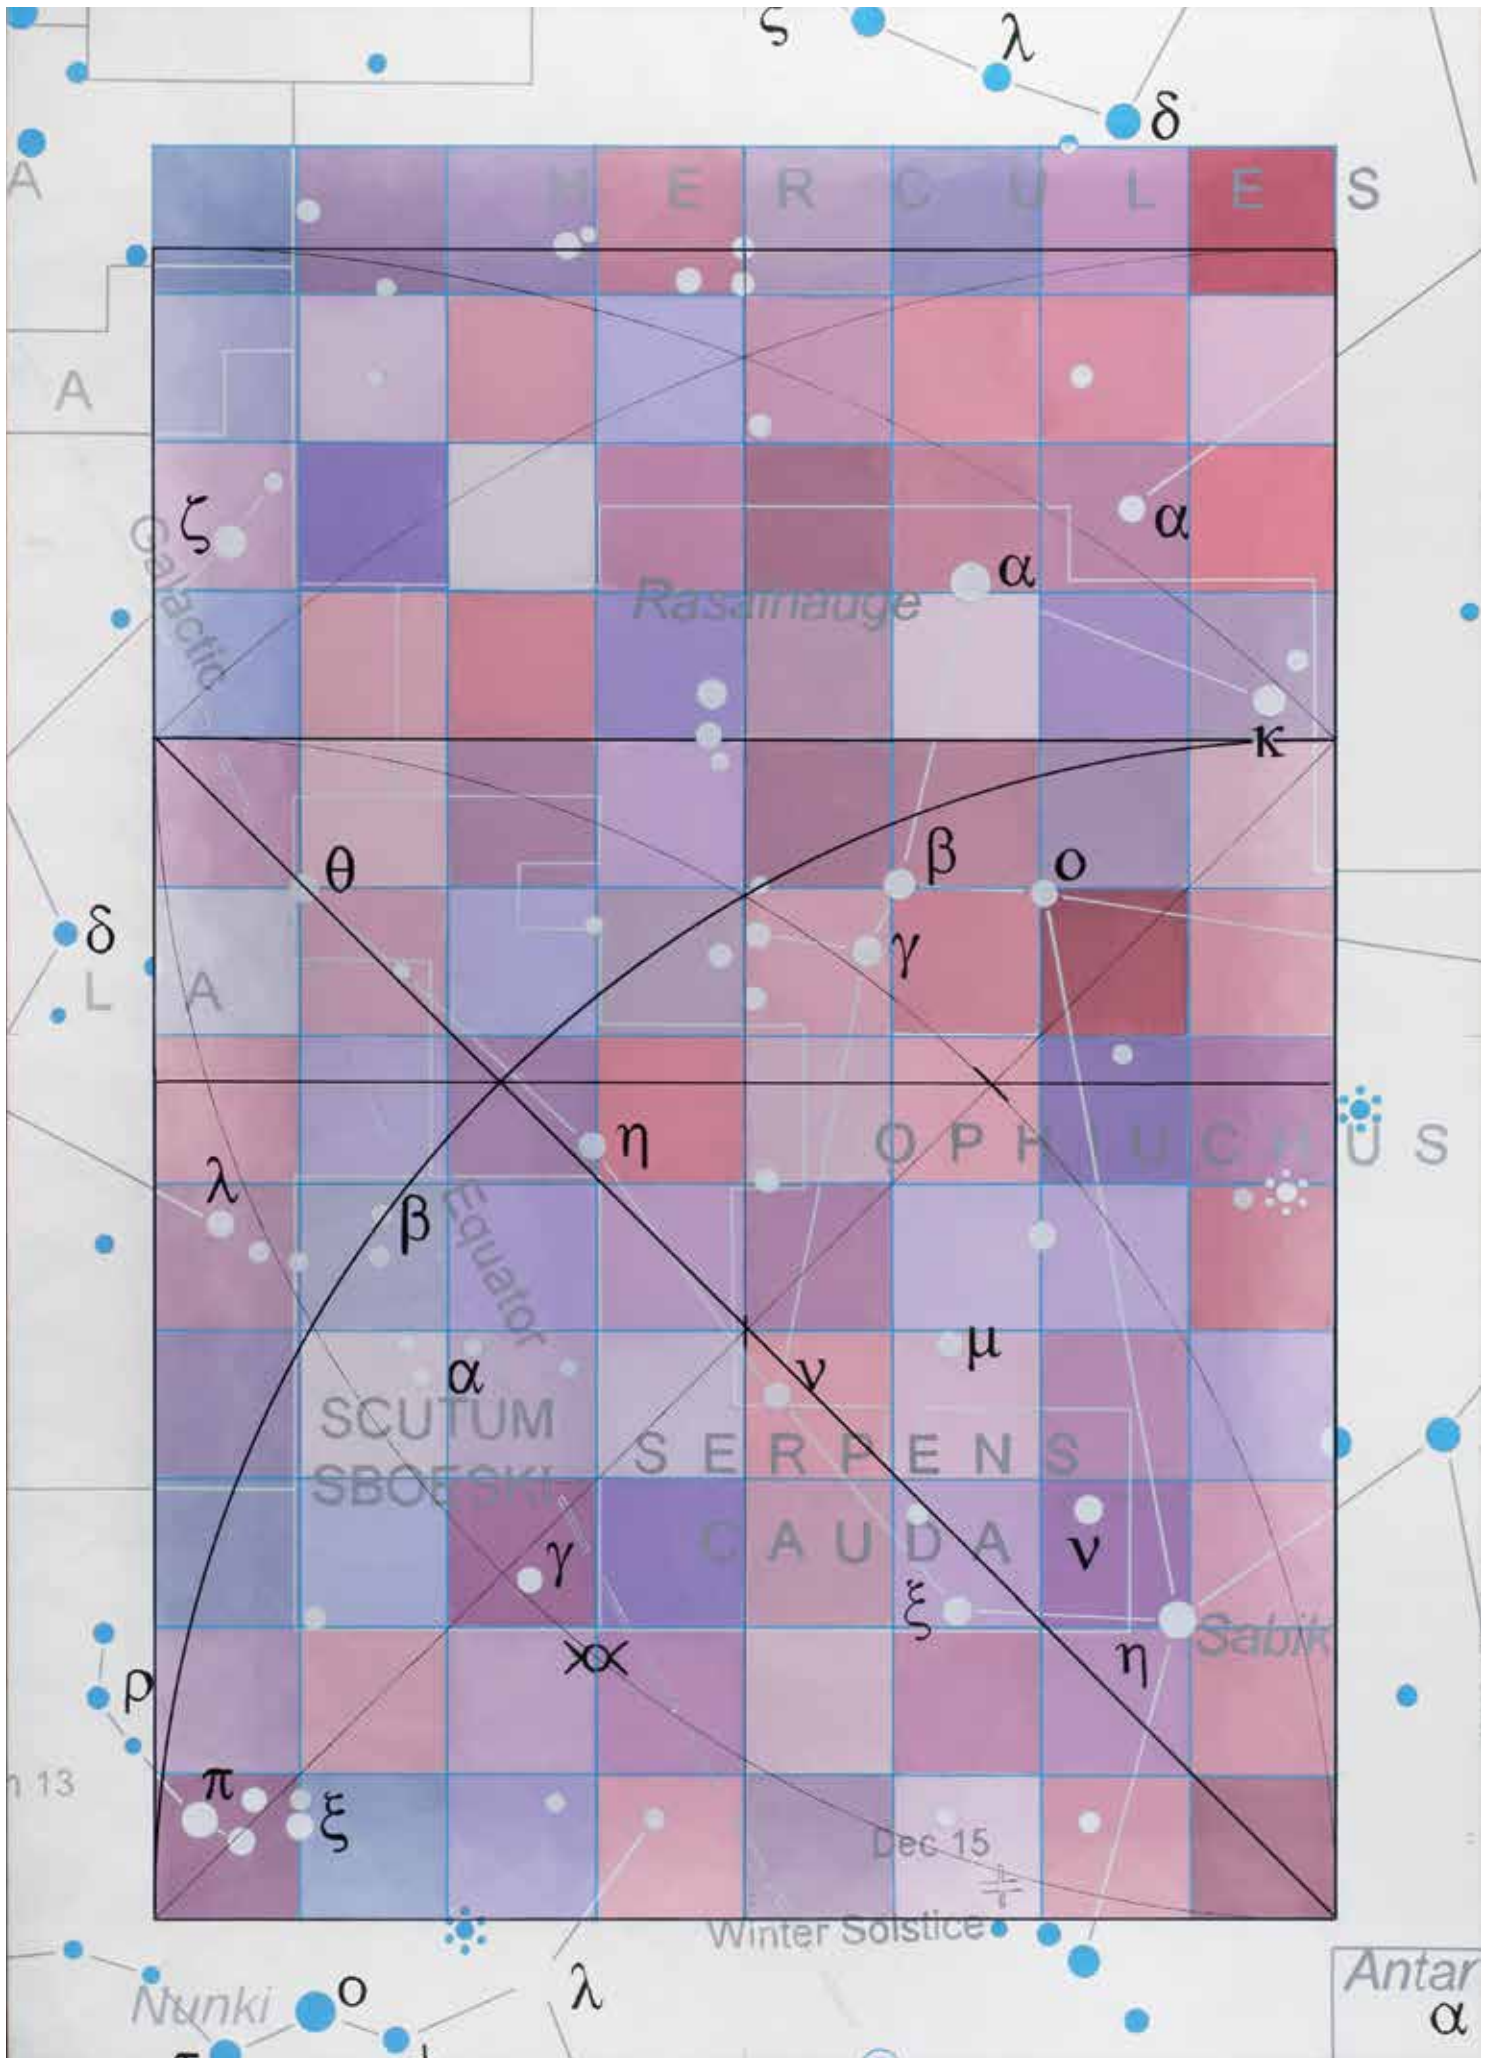 ζ
λ
δ
A
H E R C U L E S
A
ζ
α
α
Galactic
Rasalhauge
κ
θ
β
ο
δ
γ
L A
η
O P H I U C H U S
λ
β
Equator
μ
ν
α
SCUTUM
S E R P E N S
SBOESKI
C A U D A
ν
γ
ξ
η
Sabik
ρ
π
13
ξ
Dec 15
Winter Solstice
Nunki
ο
λ
Antar
α